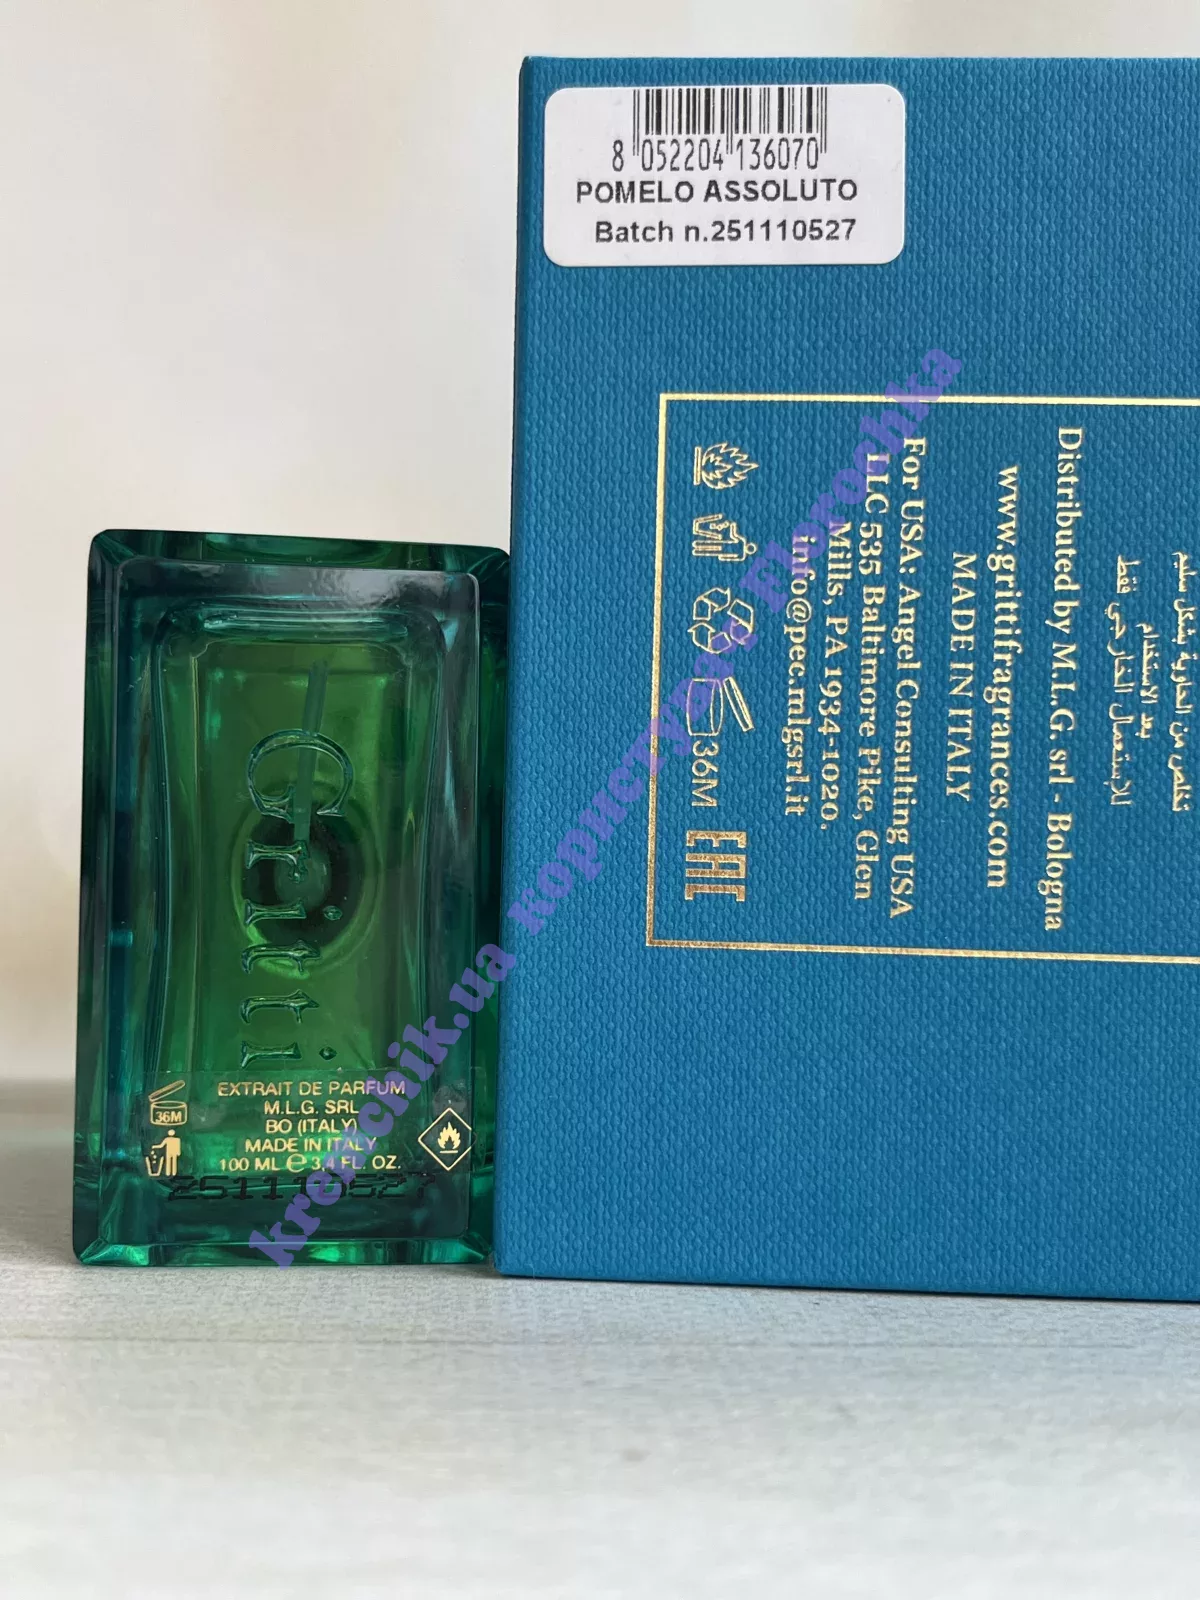 8 052204 136070
POMELO ASSOLUTO
Batch n.251110527
تخلص من الحاوية بشكل سليم
بعد الاستخدام
للإستعمال الخارجي فقط
Distributed by M.L.G. srl - Bologna
www.grittifragrances.com
MADE IN ITALY
For USA: Angel Consulting USA
LLC 535 Baltimore Pike, Glen
Mills, PA 1934-1020.
info@pec.mlgsrl.it
36M
EAC
Gritti
EXTRAIT DE PARFUM
M.L.G. SRL
BO (ITALY)
MADE IN ITALY
100 ML e 3,4 FL. OZ.
36M
251110527
kremchik.ua користувач Florochka